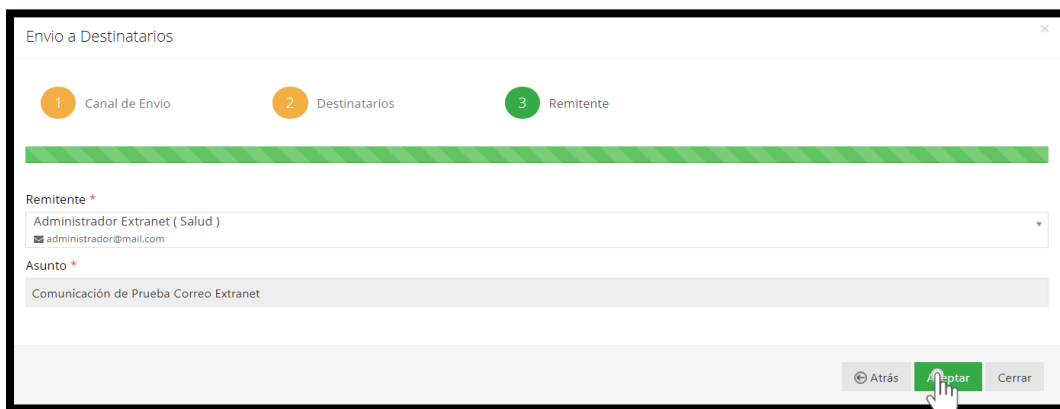 Envio a Destinatarios
×
1 Canal de Envio 2 Destinatarios 3 Remitente
Remitente *
Administrador Extranet ( Salud )
administrador@mail.com
Asunto *
Comunicación de Prueba Correo Extranet
Atrás Aceptar Cerrar